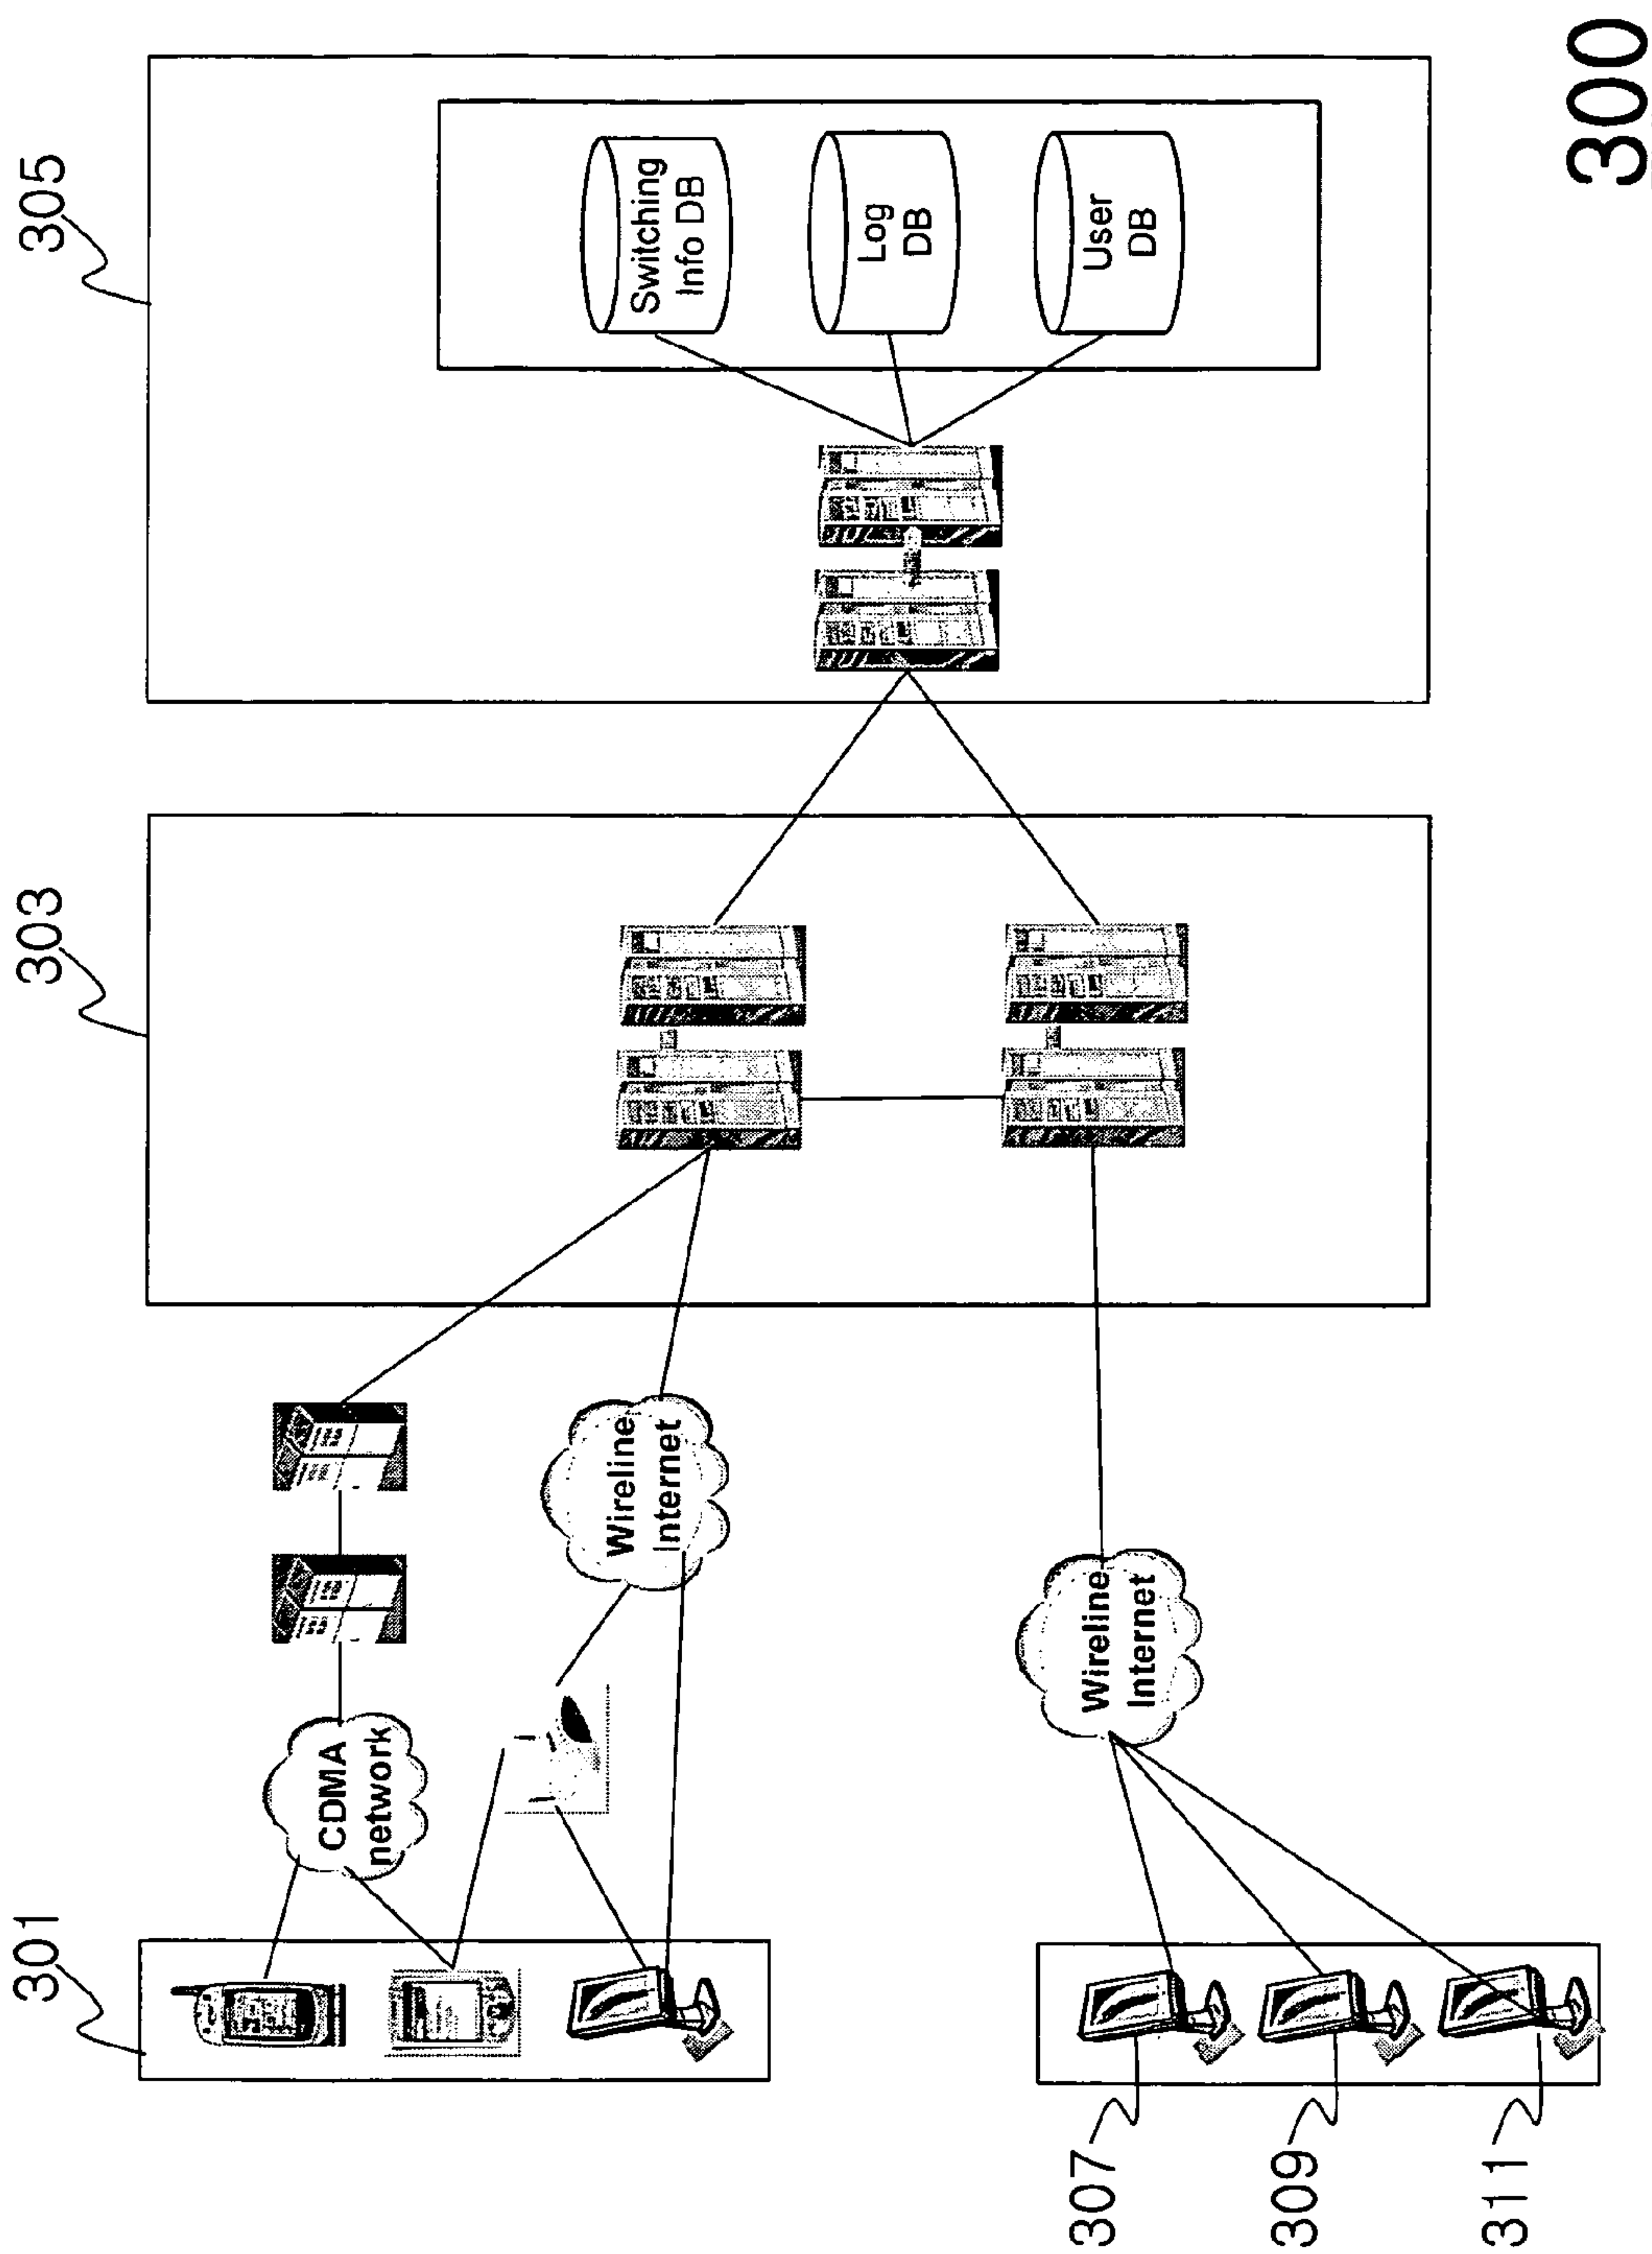 301
303
305
CDMA
network
Wireline
Internet
Switching
Info DB
Log
DB
User
DB
Wireline
Internet
307
309
311
300